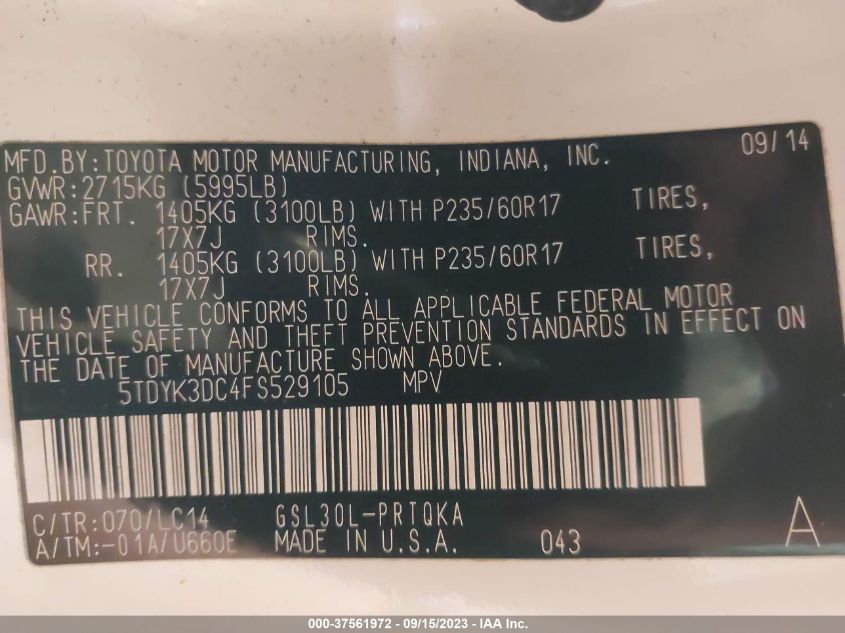 09/14
MFD.BY:TOYOTA MOTOR MANUFACTURING, INDIANA, INC.
GVWR:2715KG (5995LB)
GAWR:FRT. 1405KG (3100LB) WITH P235/60R17 TIRES,
17X7J RIMS.
RR. 1405KG (3100LB) WITH P235/60R17 TIRES,
17X7J RIMS.
THIS VEHICLE CONFORMS TO ALL APPLICABLE FEDERAL MOTOR
VEHICLE SAFETY AND THEFT PREVENTION STANDARDS IN EFFECT ON
THE DATE OF MANUFACTURE SHOWN ABOVE.
5TDYK3DC4FS529105 MPV
C/TR:070/LC14 GSL30L-PRTQKA
A/TM:-01A/U660E MADE IN U.S.A. 043 A
000-37561972 - 09/15/2023 - IAA Inc.